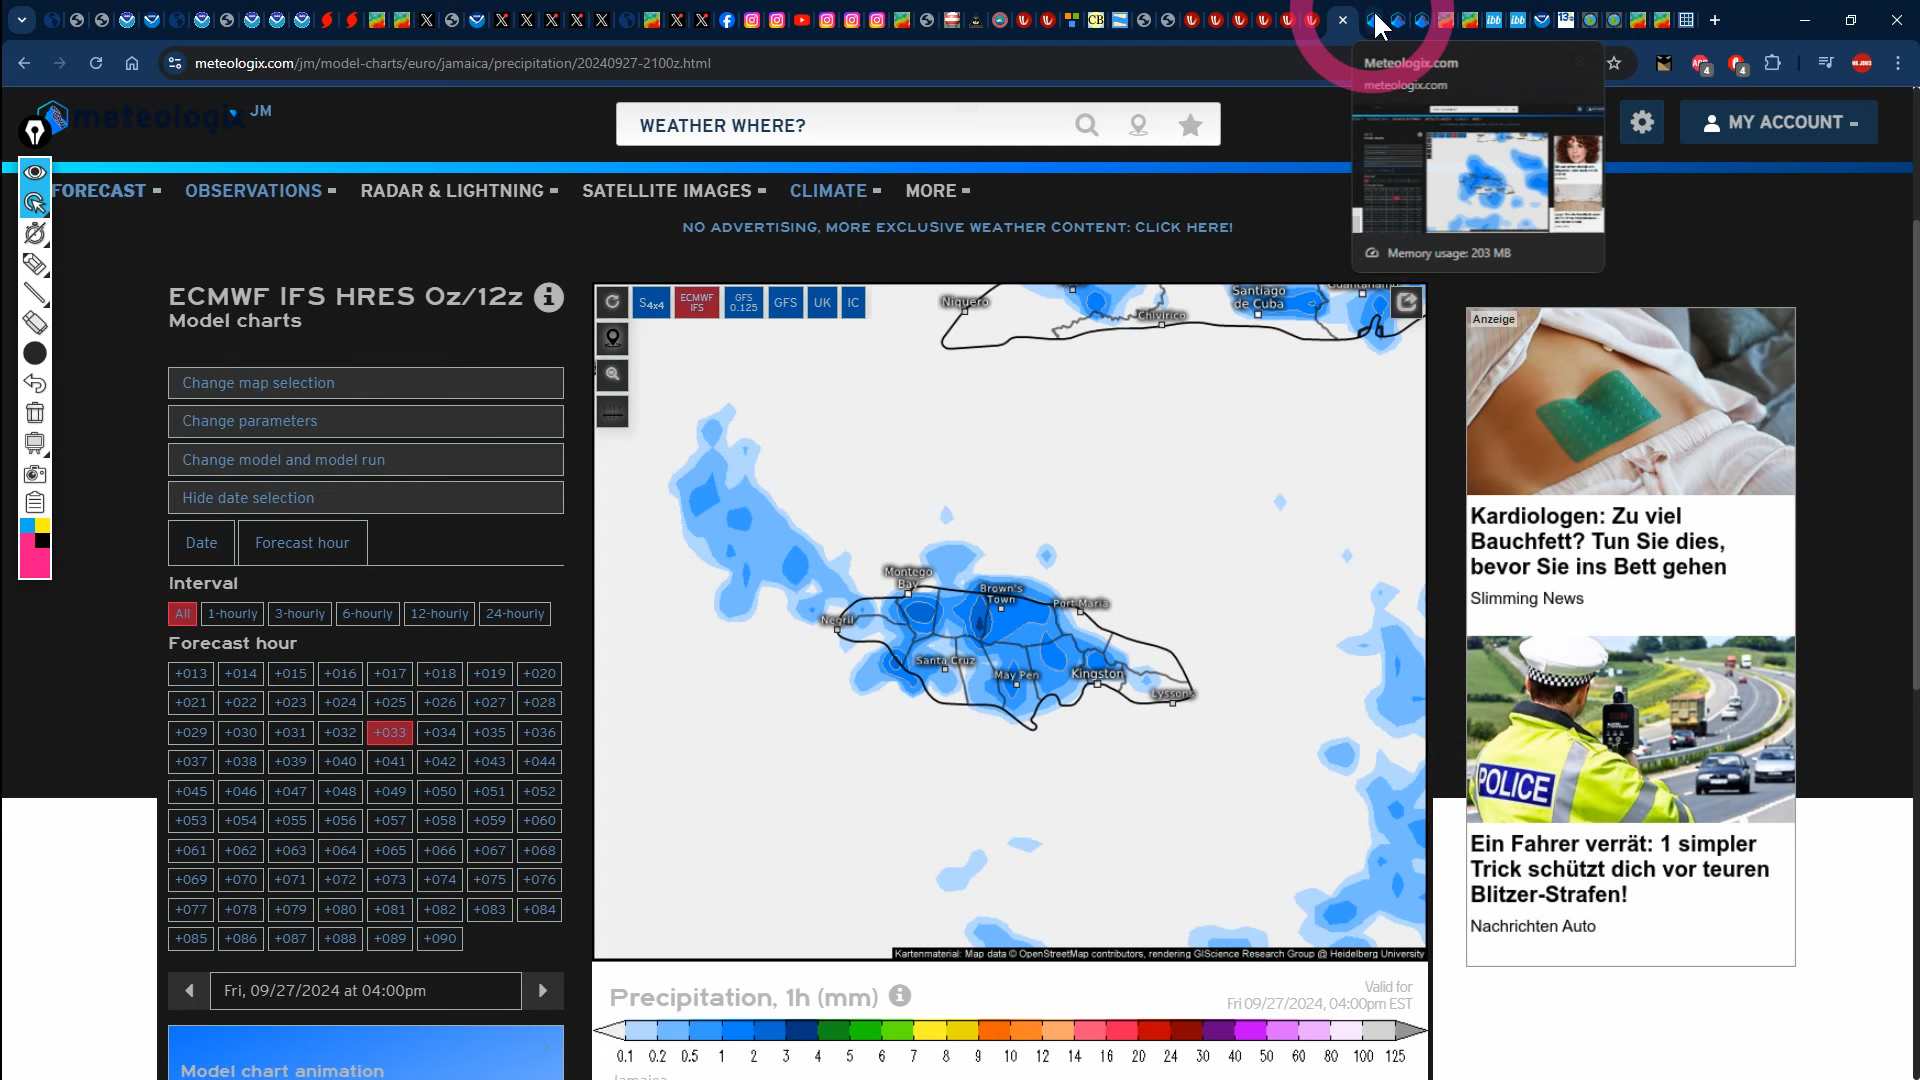 meteologix.com/jm/model-charts/euro/jamaica/precipitation/20240927-2100z.html
4
4
Meteologix.com
meteologix.com
Memory usage: 203 MB
meteologix JM
WEATHER WHERE?
MY ACCOUNT
FORECAST OBSERVATIONS RADAR & LIGHTNING SATELLITE IMAGES CLIMATE MORE
NO ADVERTISING, MORE EXCLUSIVE WEATHER CONTENT: CLICK HERE!
ECMWF IFS HRES 0z/12z
Model charts
Change map selection
Change parameters
Change model and model run
Hide date selection
Date Forecast hour
Interval
All 1-hourly 3-hourly 6-hourly 12-hourly 24-hourly
Forecast hour
+013 +014 +015 +016 +017 +018 +019 +020
+021 +022 +023 +024 +025 +026 +027 +028
+029 +030 +031 +032 +033 +034 +035 +036
+037 +038 +039 +040 +041 +042 +043 +044
+045 +046 +047 +048 +049 +050 +051 +052
+053 +054 +055 +056 +057 +058 +059 +060
+061 +062 +063 +064 +065 +066 +067 +068
+069 +070 +071 +072 +073 +074 +075 +076
+077 +078 +079 +080 +081 +082 +083 +084
+085 +086 +087 +088 +089 +090
Fri, 09/27/2024 at 04:00pm
Model chart animation
S4x4 ECMWF IFS GFS 0.125 GFS UK IC
Niquero
Chivirico
Santiago
de Cuba
Montego
Bay
Brown's
Town
Port Maria
Negril
Santa Cruz
May Pen
Kingston
Lyssons
Kartenmaterial: Map data © OpenStreetMap contributors, rendering GIScience Research Group @ Heidelberg University
Precipitation, 1h (mm)
Valid for
Fri 09/27/2024, 04:00pm EST
0.1 0.2 0.5 1 2 3 4 5 6 7 8 9 10 12 14 16 20 24 30 40 50 60 80 100 125
Jamaica
Anzeige
Kardiologen: Zu viel
Bauchfett? Tun Sie dies,
bevor Sie ins Bett gehen
Slimming News
POLICE
Ein Fahrer verrät: 1 simpler
Trick schützt dich vor teuren
Blitzer-Strafen!
Nachrichten Auto